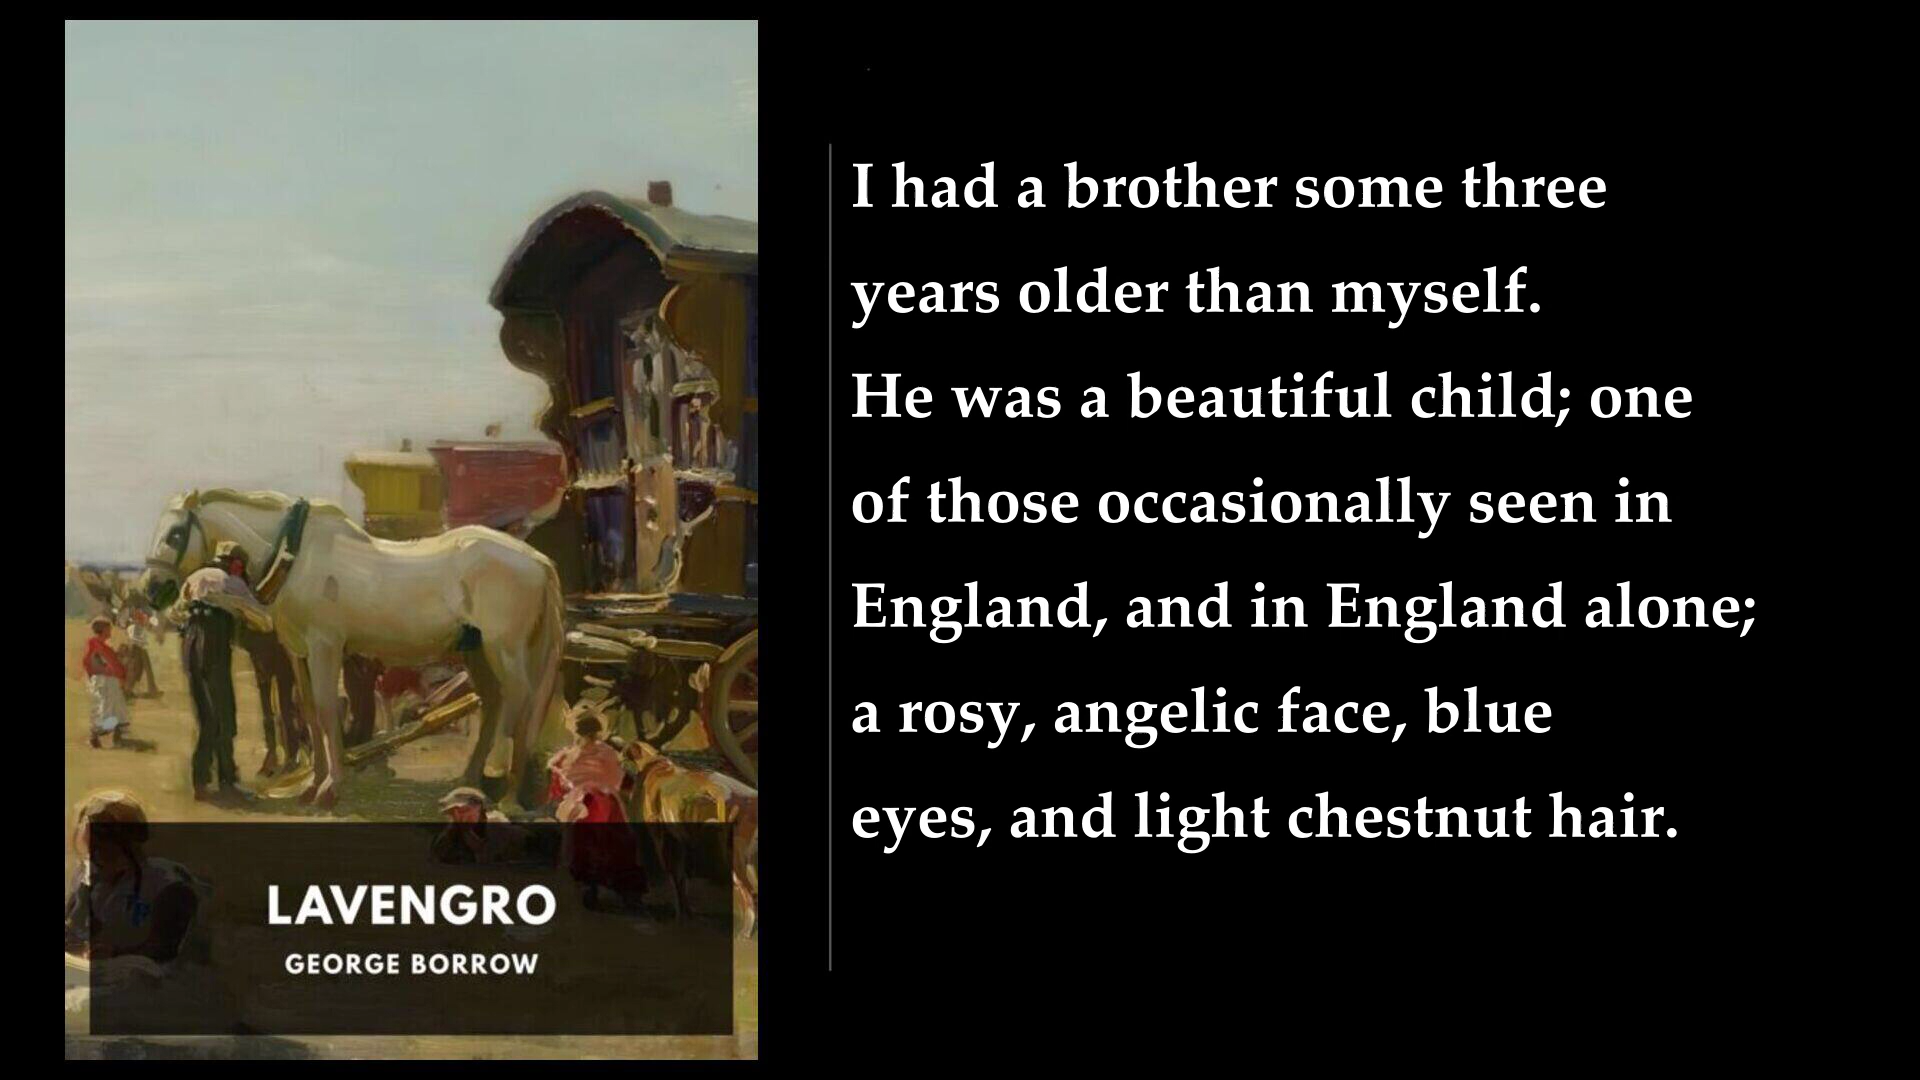 I had a brother some three
years older than myself.
He was a beautiful child; one
of those occasionally seen in
England, and in England alone;
a rosy, angelic face, blue
eyes, and light chestnut hair.
LAVENGRO
GEORGE BORROW